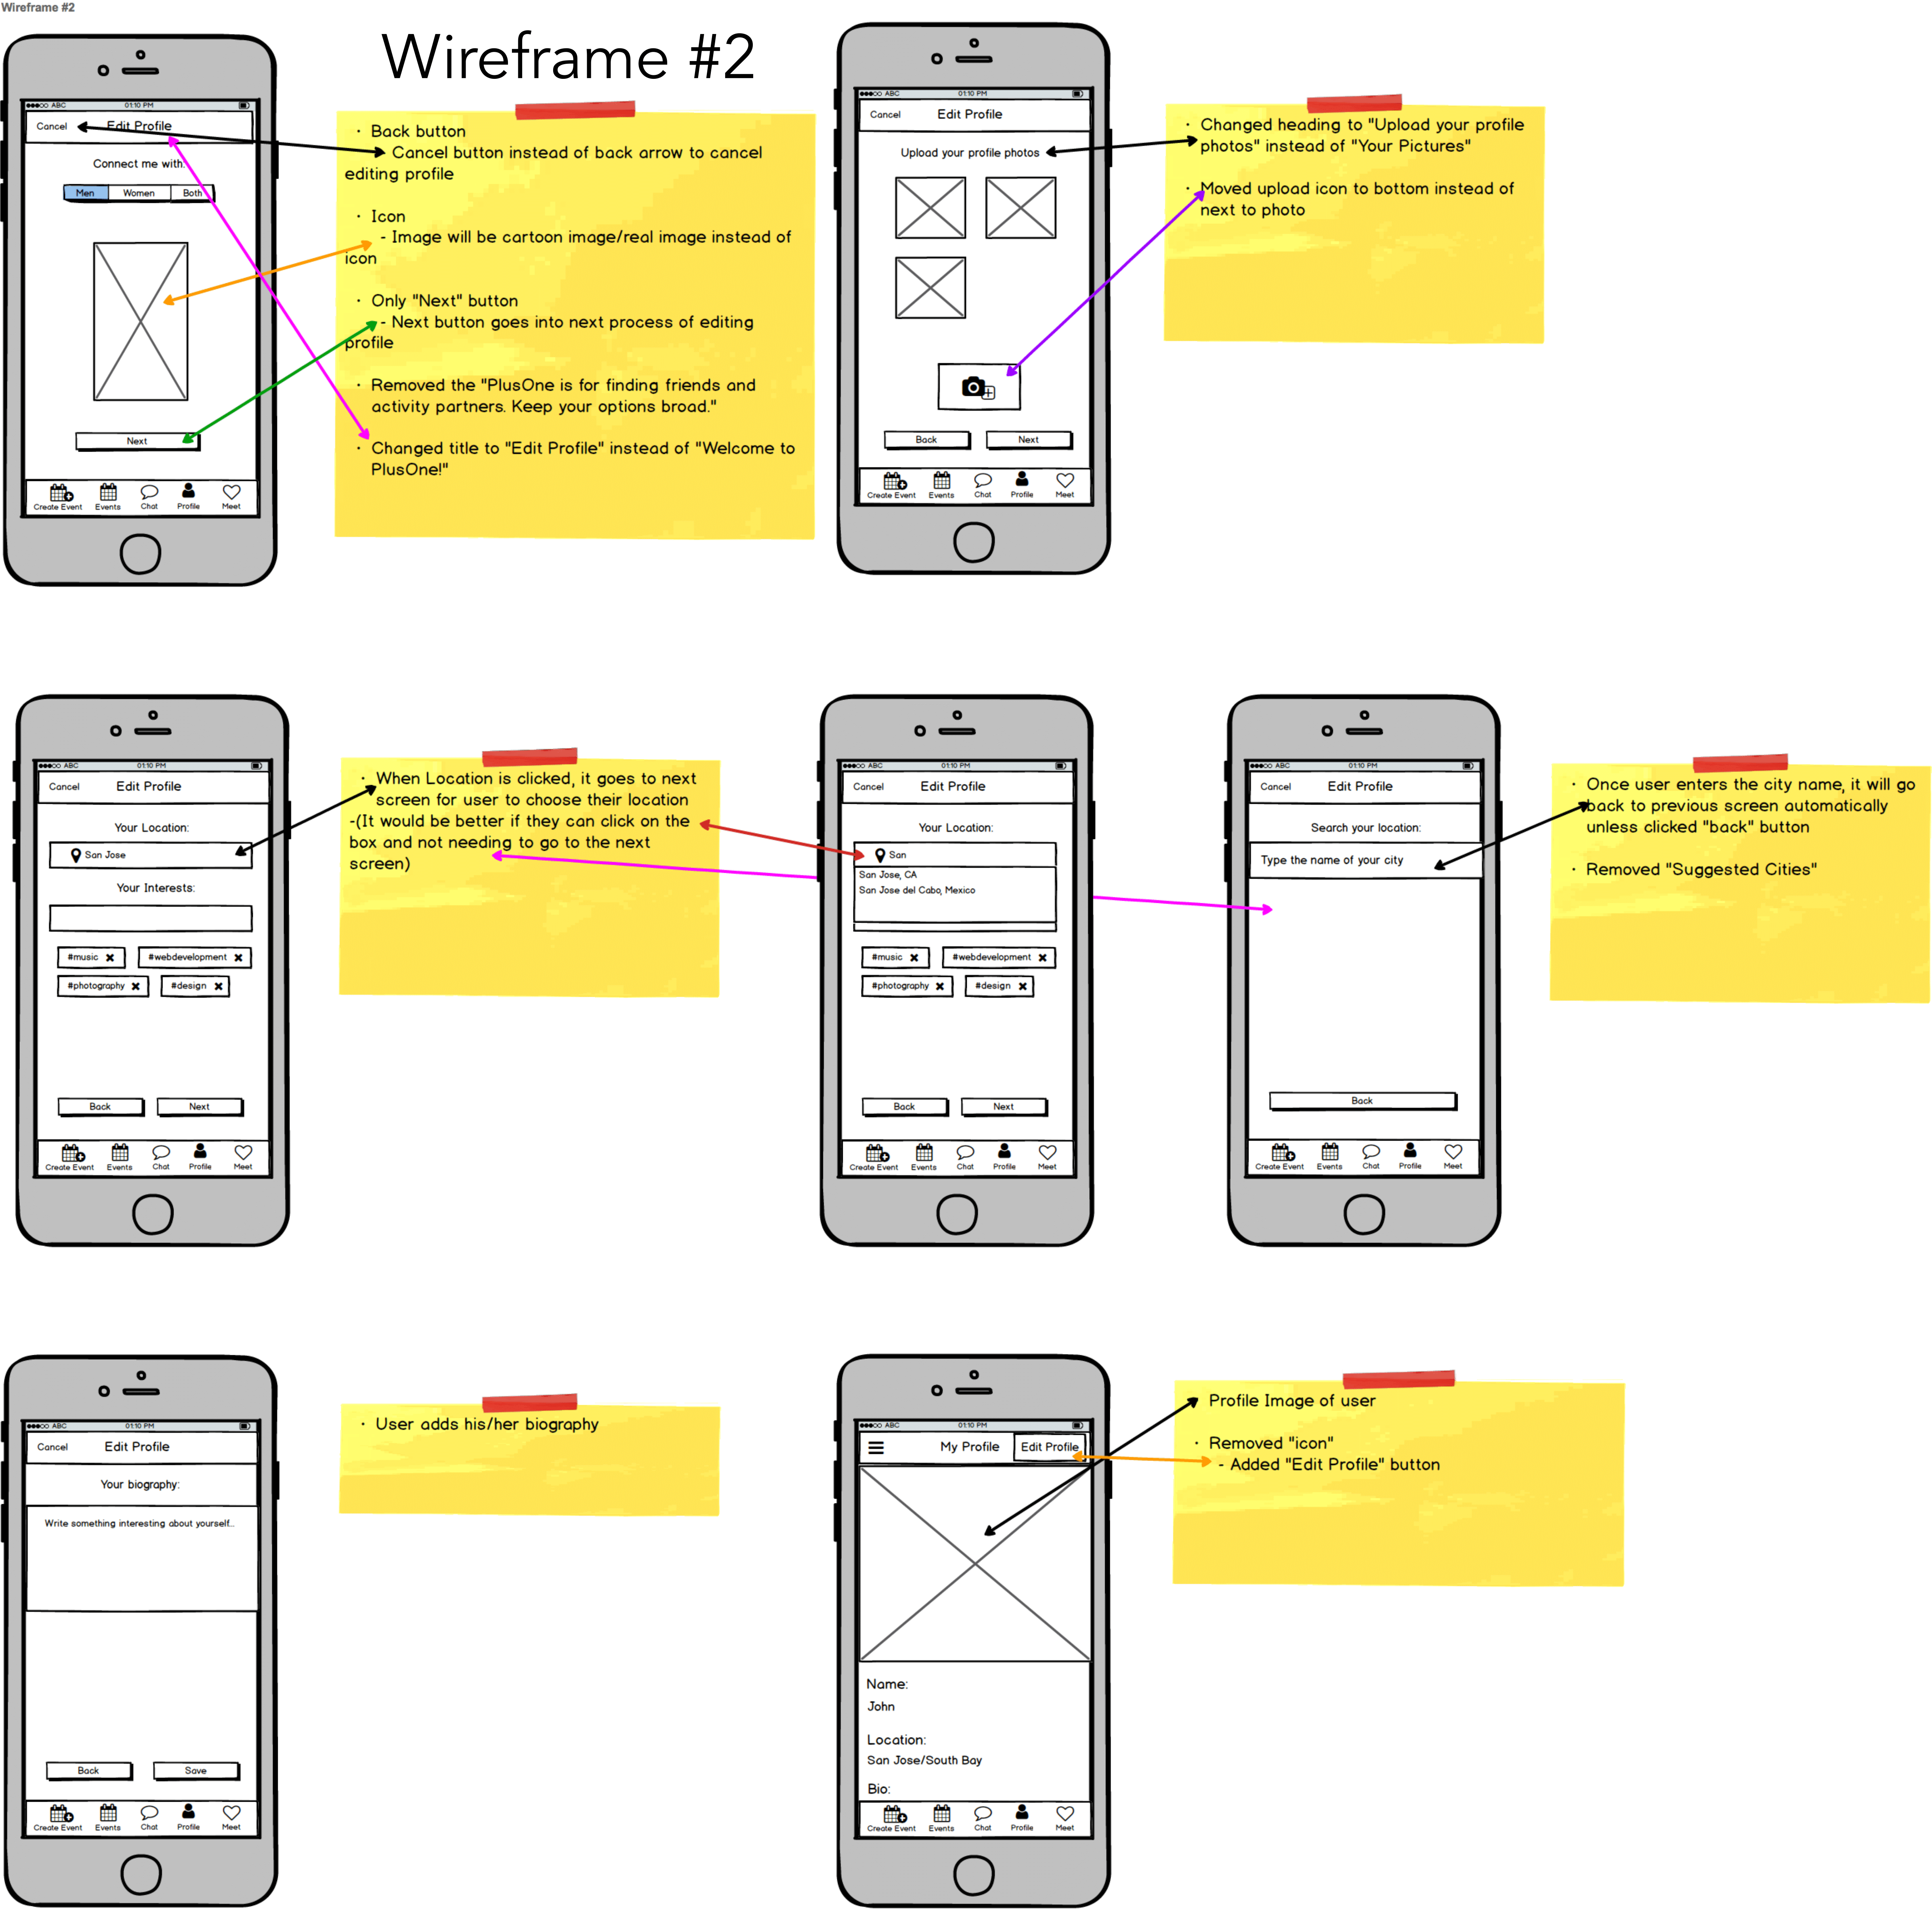 Wireframe #2
Wireframe #2
●●●○○ ABC 01:10 PM
Cancel Edit Profile
Connect me with:
Men Women Both
Next
Create Event Events Chat Profile Meet
· Back button
- Cancel button instead of back arrow to cancel
editing profile
· Icon
- Image will be cartoon image/real image instead of
icon
· Only "Next" button
- Next button goes into next process of editing
profile
· Removed the "PlusOne is for finding friends and
activity partners. Keep your options broad."
· Changed title to "Edit Profile" instead of "Welcome to
PlusOne!"
●●●○○ ABC 01:10 PM
Cancel Edit Profile
Upload your profile photos
Back Next
Create Event Events Chat Profile Meet
· Changed heading to "Upload your profile
photos" instead of "Your Pictures"
· Moved upload icon to bottom instead of
next to photo
●●●○○ ABC 01:10 PM
Cancel Edit Profile
Your Location:
San Jose
Your Interests:
#music ✖ #webdevelopment ✖
#photography ✖ #design ✖
Back Next
Create Event Events Chat Profile Meet
· When Location is clicked, it goes to next
screen for user to choose their location
-(It would be better if they can click on the
box and not needing to go to the next
screen)
●●●○○ ABC 01:10 PM
Cancel Edit Profile
Your Location:
San
San Jose, CA
San Jose del Cabo, Mexico
#music ✖ #webdevelopment ✖
#photography ✖ #design ✖
Back Next
Create Event Events Chat Profile Meet
●●●○○ ABC 01:10 PM
Cancel Edit Profile
Search your location:
Type the name of your city
Back
Create Event Events Chat Profile Meet
· Once user enters the city name, it will go
back to previous screen automatically
unless clicked "back" button
· Removed "Suggested Cities"
●●●○○ ABC 01:10 PM
Cancel Edit Profile
Your biography:
Write something interesting about yourself...
Back Save
Create Event Events Chat Profile Meet
· User adds his/her biography
●●●○○ ABC 01:10 PM
My Profile Edit Profile
Name:
John
Location:
San Jose/South Bay
Bio:
Create Event Events Chat Profile Meet
· Profile Image of user
· Removed "icon"
- Added "Edit Profile" button